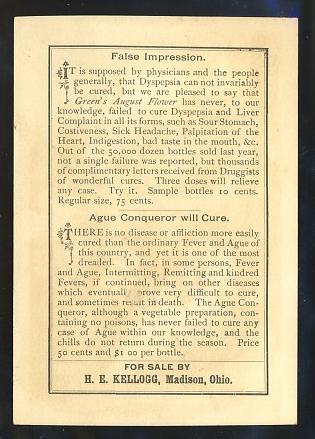 False Impression.
IT is supposed by physicians and the people
generally, that Dyspepsia can not invariably
be cured, but we are pleased to say that
Green's August Flower has never, to our
knowledge, failed to cure Dyspepsia and Liver
Complaint in all its forms, such as Sour Stomach,
Costiveness, Sick Headache, Palpitation of the
Heart, Indigestion, bad taste in the mouth, &c.
Out of the 50,000 dozen bottles sold last year,
not a single failure was reported, but thousands
of complimentary letters received from Druggists
of wonderful cures. Three doses will relieve
any case. Try it. Sample bottles 10 cents.
Regular size, 75 cents.
Ague Conqueror will Cure.
THERE is no disease or affliction more easily
cured than the ordinary Fever and Ague of
this country, and yet it is one of the most
dreaded. In fact, in some persons, Fever
and Ague, Intermitting, Remitting and kindred
Fevers, if continued, bring on other diseases
which eventually prove very difficult to cure,
and sometimes result in death. The Ague Con-
queror, although a vegetable preparation, con-
taining no poisons, has never failed to cure any
case of Ague within our knowledge, and the
chills do not return during the season. Price
50 cents and $1 00 per bottle.
FOR SALE BY
H. E. KELLOGG, Madison, Ohio.